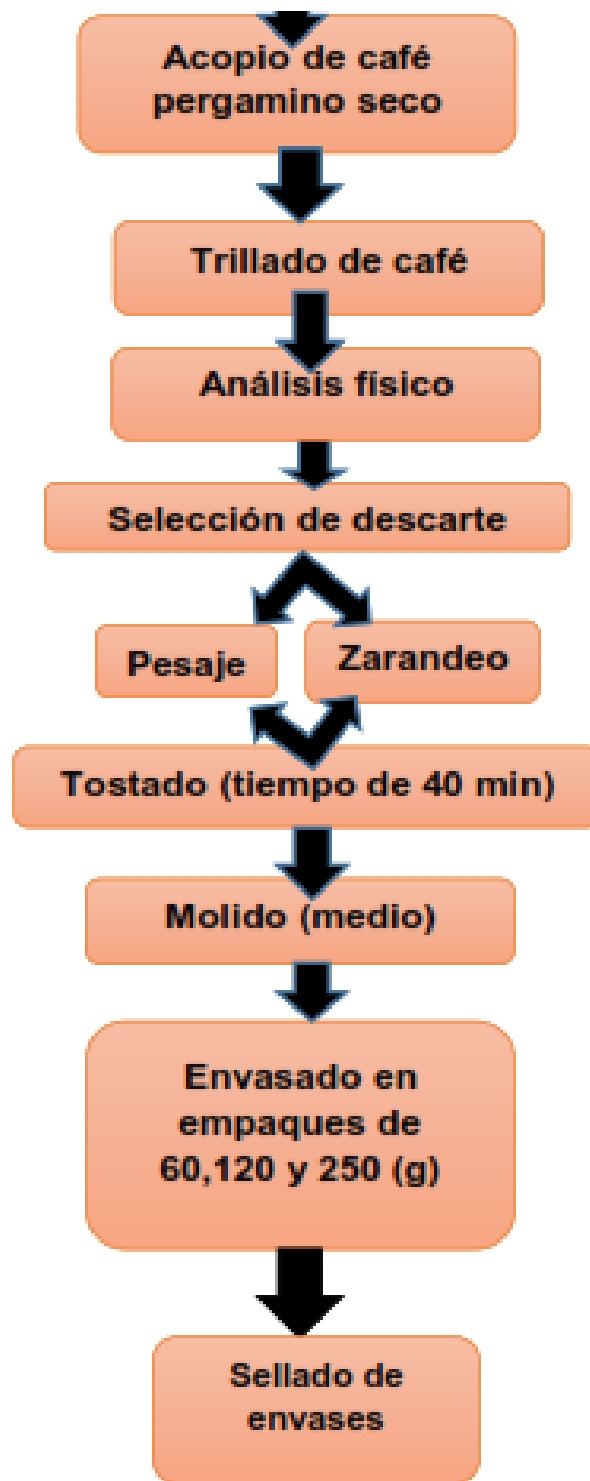 Acopio de café
pergamino seco
Trillado de café
Análisis físico
Selección de descarte
Pesaje
Zarandeo
Tostado (tiempo de 40 min)
Molido (medio)
Envasado en
empaques de
60,120 y 250 (g)
Sellado de
envases